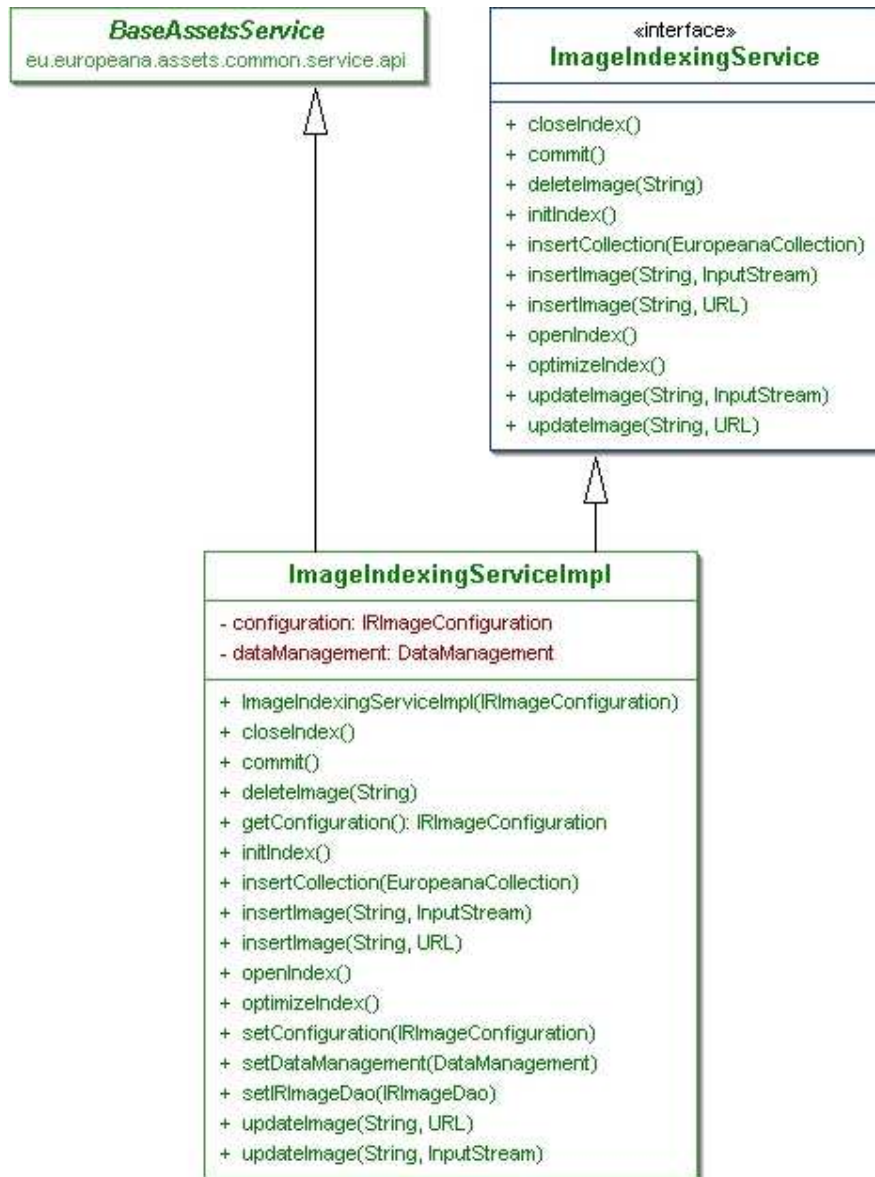 BaseAssetsService
eu.europeana.assets.common.service.api
«interface»
ImageIndexingService
+ closeIndex()
+ commit()
+ deleteImage(String)
+ initIndex()
+ insertCollection(EuropeanaCollection)
+ insertImage(String, InputStream)
+ insertImage(String, URL)
+ openIndex()
+ optimizeIndex()
+ updateImage(String, InputStream)
+ updateImage(String, URL)
ImageIndexingServiceImpl
- configuration: IRImageConfiguration
- dataManagement: DataManagement
+ ImageIndexingServiceImpl(IRImageConfiguration)
+ closeIndex()
+ commit()
+ deleteImage(String)
+ getConfiguration(): IRImageConfiguration
+ initIndex()
+ insertCollection(EuropeanaCollection)
+ insertImage(String, InputStream)
+ insertImage(String, URL)
+ openIndex()
+ optimizeIndex()
+ setConfiguration(IRImageConfiguration)
+ setDataManagement(DataManagement)
+ setIRImageDao(IRImageDao)
+ updateImage(String, URL)
+ updateImage(String, InputStream)